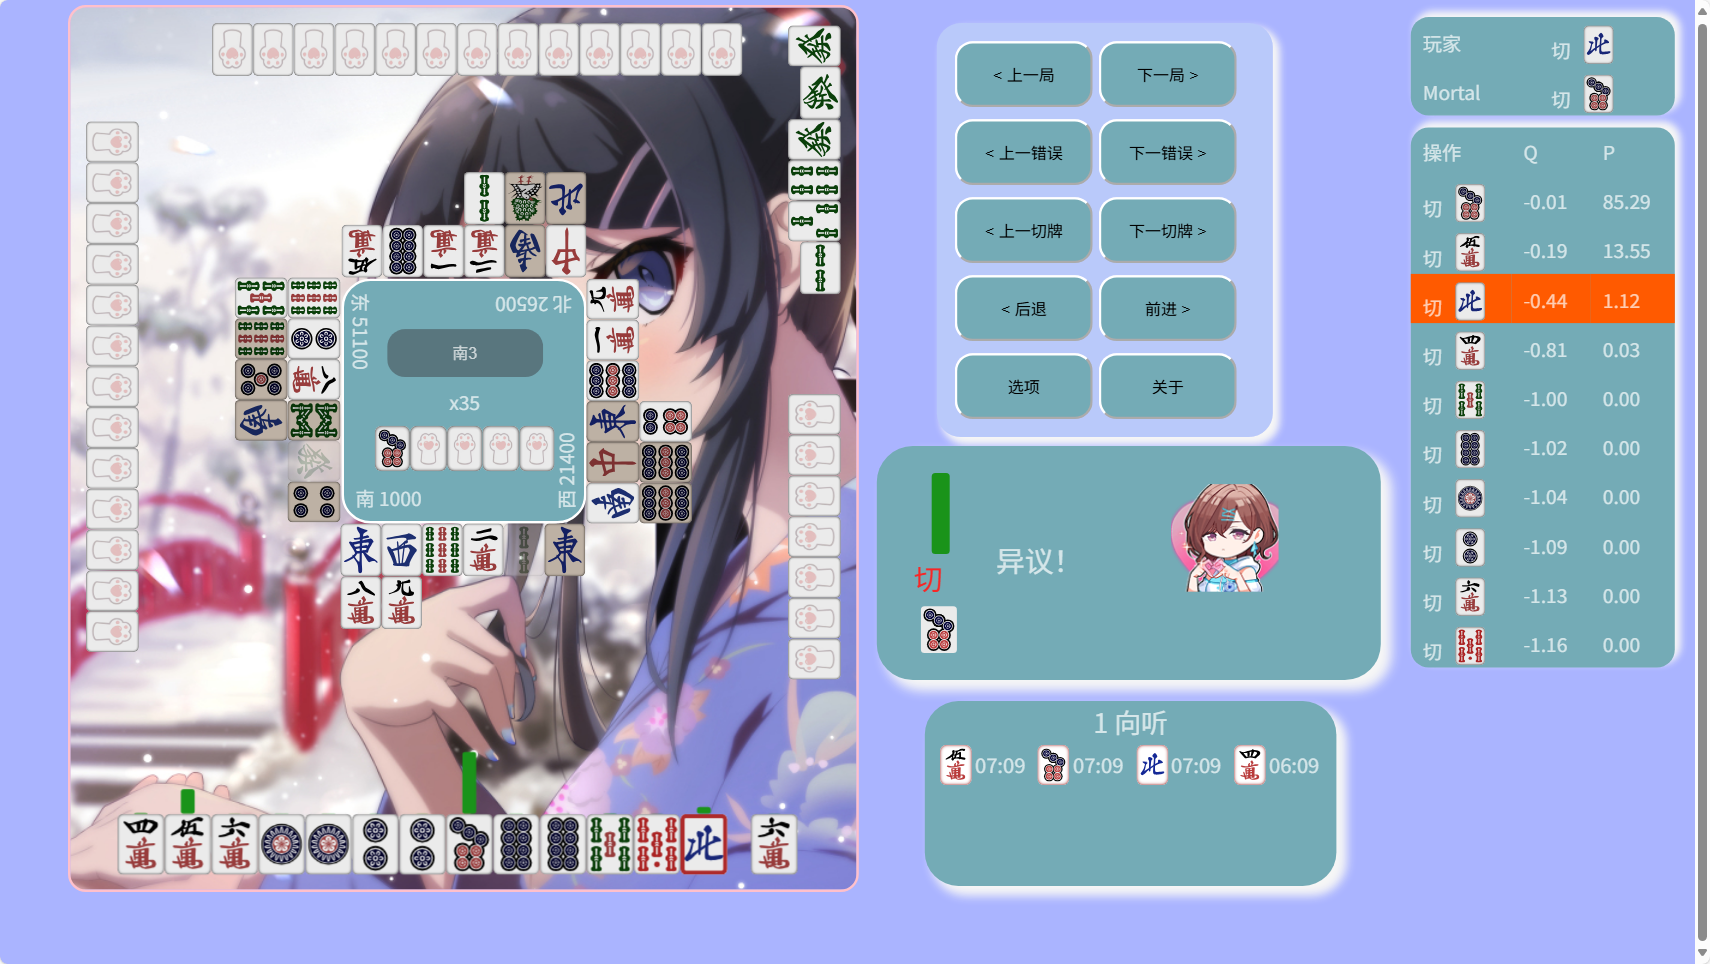 东 51100
北 26500
南3
x35
南 1000
西 21400
< 上一局
下一局 >
< 上一错误
下一错误 >
< 上一切牌
下一切牌 >
< 后退
前进 >
选项
关于
切
异议！
1 向听
07:09 07:09 07:09 06:09
玩家 切
Mortal 切
操作 Q P
切 -0.01 85.29
切 -0.19 13.55
切 -0.44 1.12
切 -0.81 0.03
切 -1.00 0.00
切 -1.02 0.00
切 -1.04 0.00
切 -1.09 0.00
切 -1.13 0.00
切 -1.16 0.00